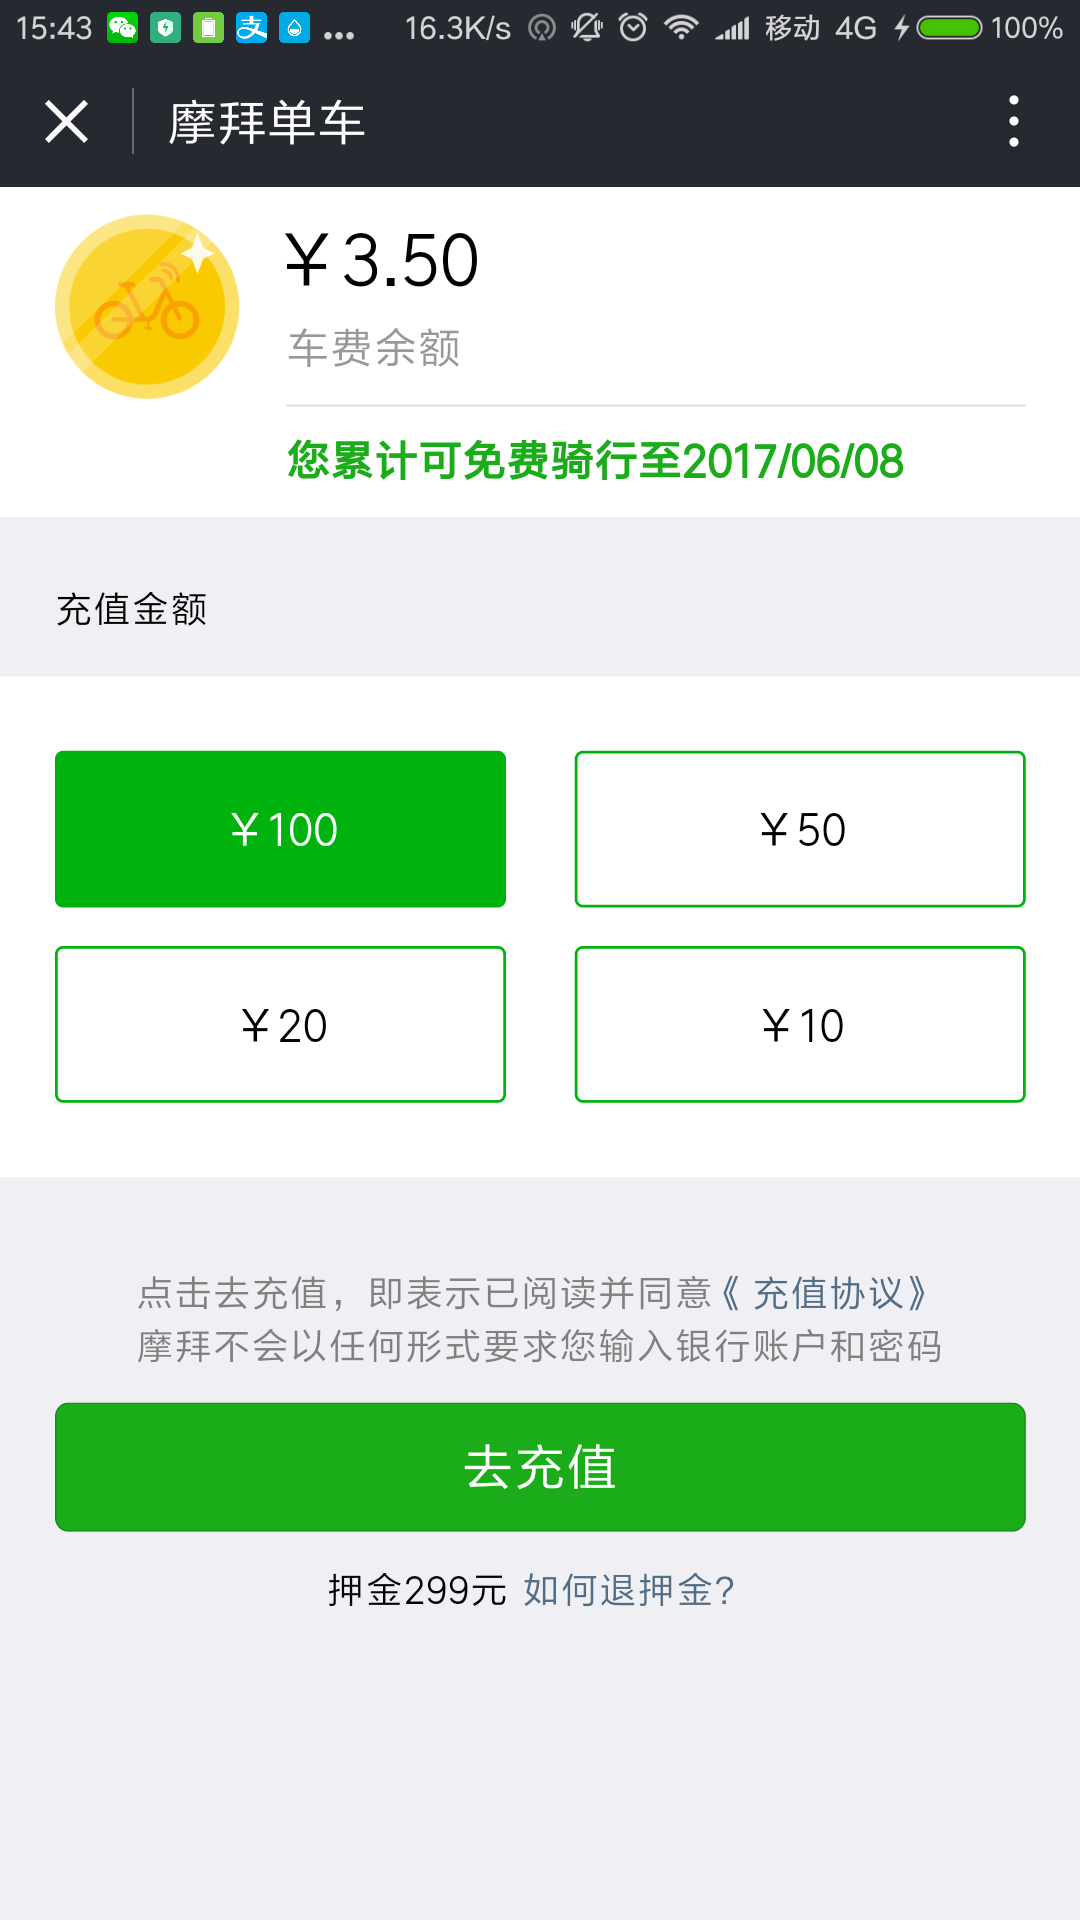 15:43 支 ... 16.3K/s 移动 4G 100%
摩拜单车
¥3.50
车费余额
您累计可免费骑行至2017/06/08
充值金额
¥100
¥50
¥20
¥10
点击去充值，即表示已阅读并同意《 充值协议》
摩拜不会以任何形式要求您输入银行账户和密码
去充值
押金299元 如何退押金?